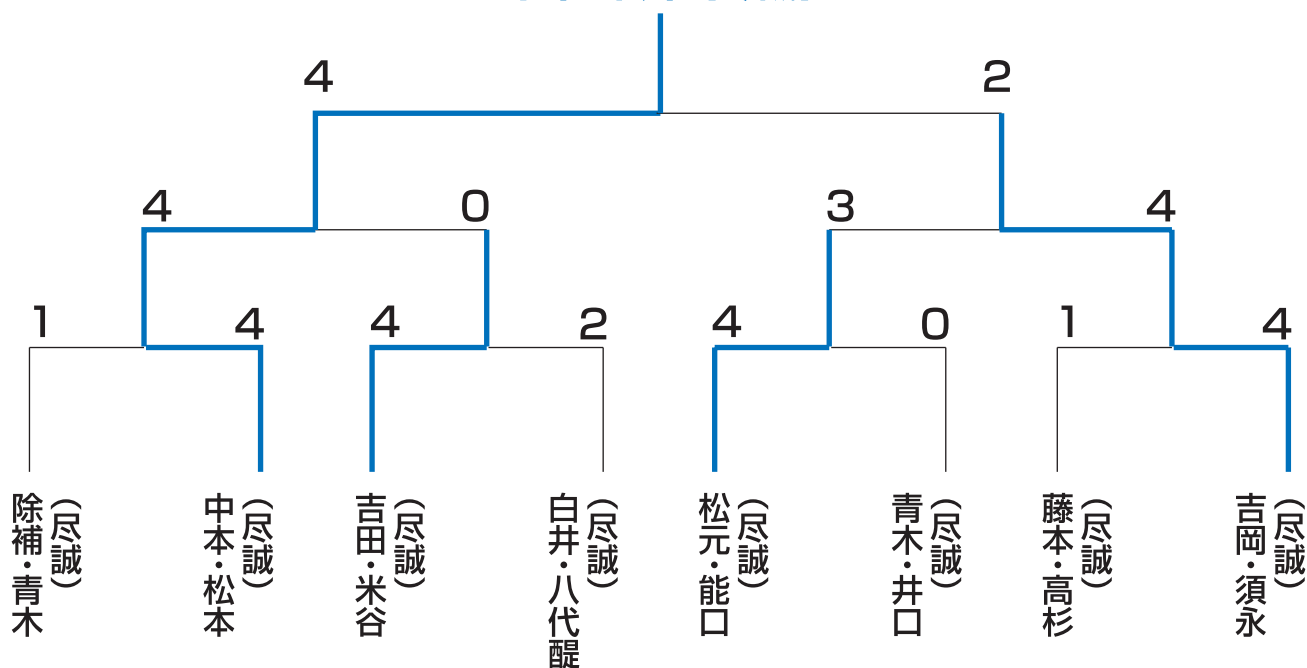 4
2
4
0
3
4
1
4
4
2
4
0
1
4
除補・青木
(尽誠)
中本・松本
(尽誠)
吉田・米谷
(尽誠)
白井・八代醍
(尽誠)
松元・能口
(尽誠)
青木・井口
(尽誠)
藤本・高杉
(尽誠)
吉岡・須永
(尽誠)